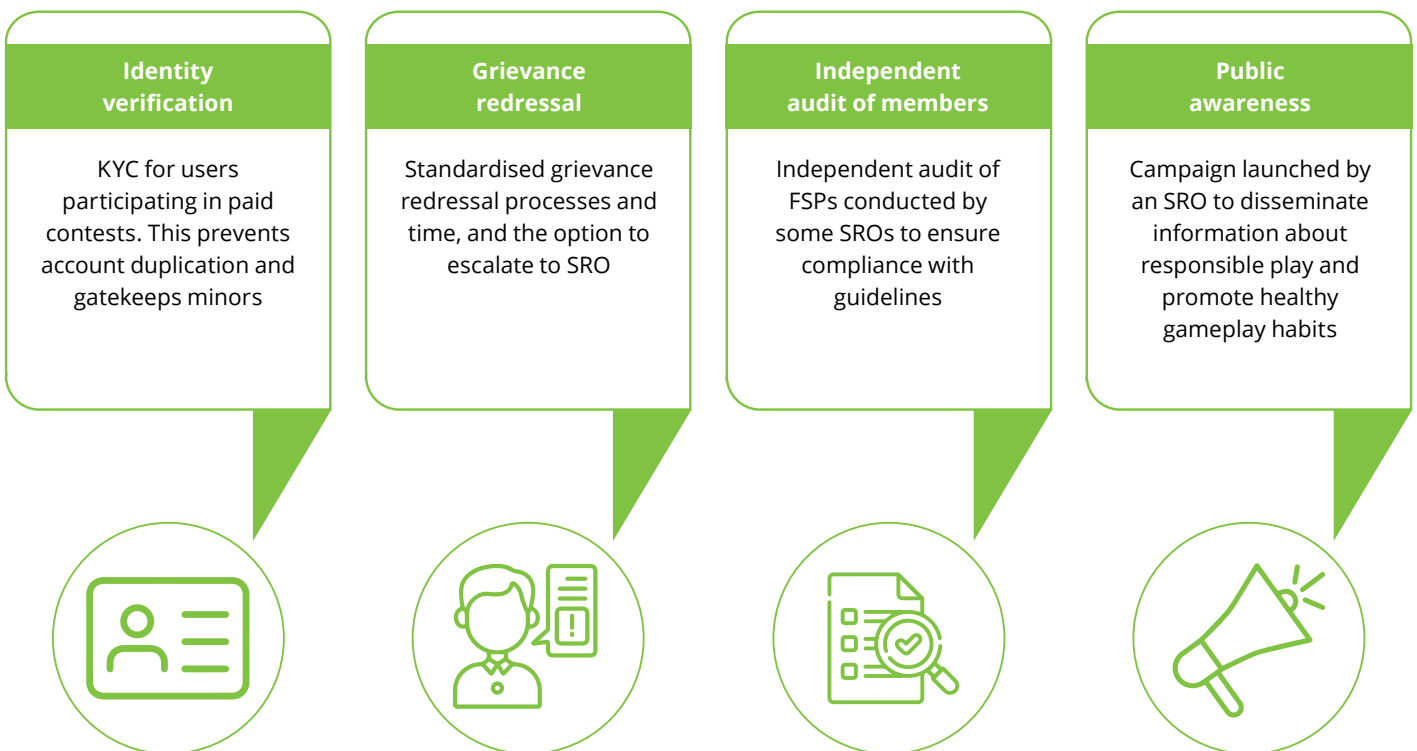 Identity
verification
KYC for users
participating in paid
contests. This prevents
account duplication and
gatekeeps minors
Grievance
redressal
Standardised grievance
redressal processes and
time, and the option to
escalate to SRO
Independent
audit of members
Independent audit of
FSPs conducted by
some SROs to ensure
compliance with
guidelines
Public
awareness
Campaign launched by
an SRO to disseminate
information about
responsible play and
promote healthy
gameplay habits